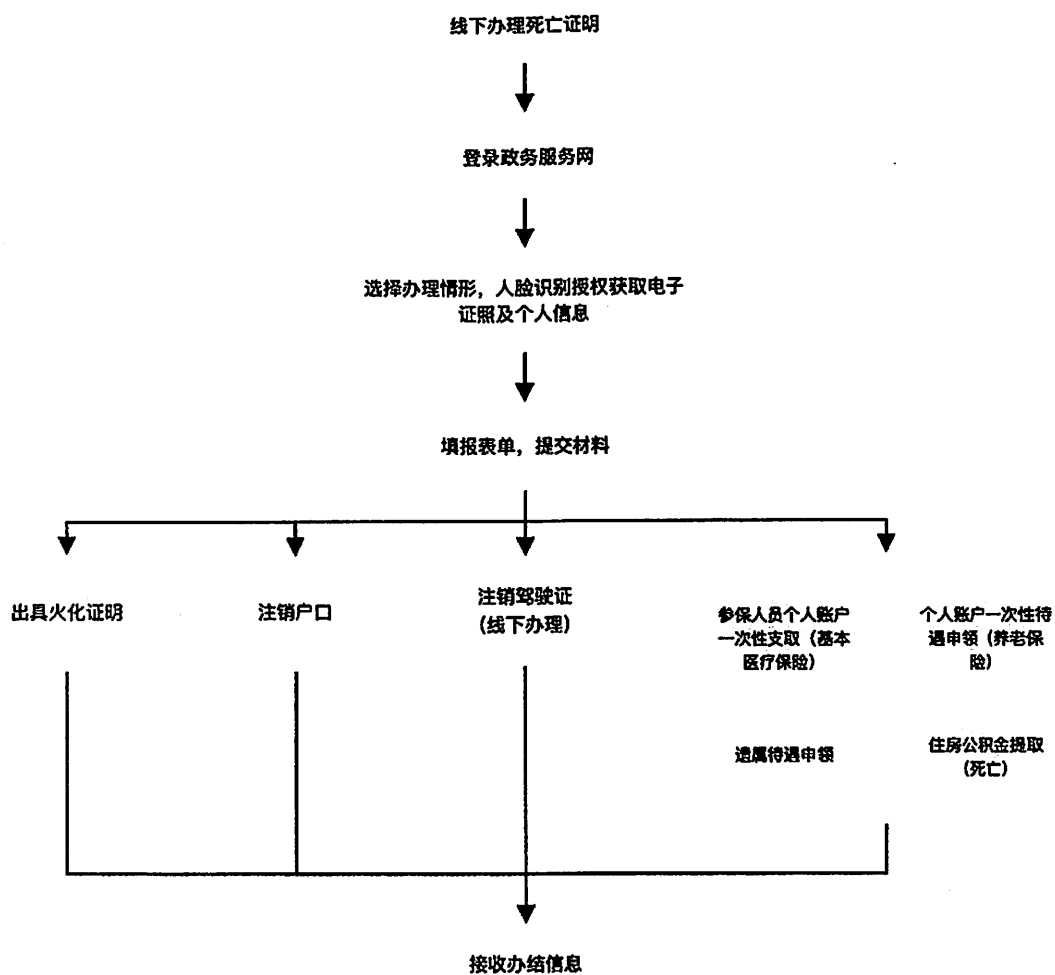 线下办理死亡证明
登录政务服务网
选择办理情形，人脸识别授权获取电子
证照及个人信息
填报表单，提交材料
出具火化证明
注销户口
注销驾驶证
（线下办理）
参保人员个人账户
一次性支取（基本
医疗保险）
个人账户一次性待
遇申领（养老保
险）
遗属待遇申领
住房公积金提取
（死亡）
接收办结信息